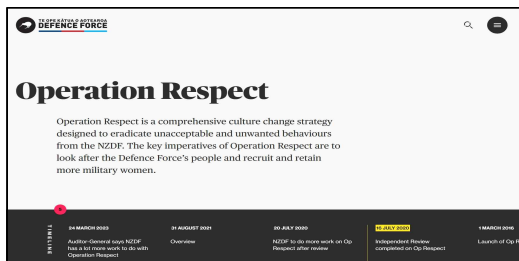 TE OPE KĀTUA O AOTEAROA
DEFENCE FORCE
Operation Respect
Operation Respect is a comprehensive culture change strategy
designed to eradicate unacceptable and unwanted behaviours
from the NZDF. The key imperatives of Operation Respect are to
look after the Defence Force's people and recruit and retain
more military women.
TIMELINE
24 MARCH 2023
Auditor-General says NZDF
has a lot more work to do with
Operation Respect
31 AUGUST 2021
Overview
20 JULY 2020
NZDF to do more work on Op
Respect after review
15 JULY 2020
Independent Review
completed on Op Respect
1 MARCH 2016
Launch of Op R